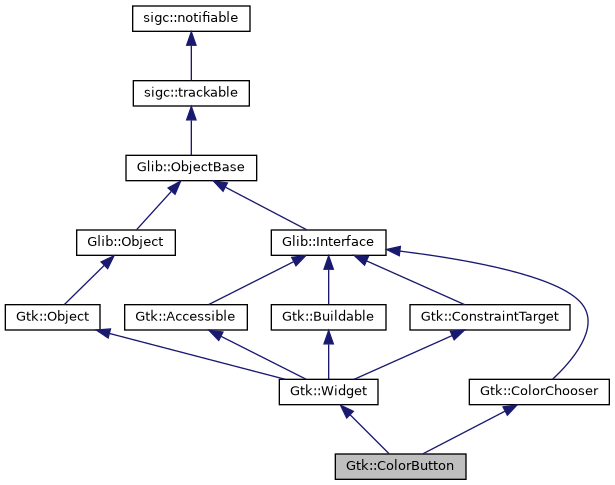 sigc::notifiable
sigc::trackable
Glib::ObjectBase
Glib::Object
Glib::Interface
Gtk::Object
Gtk::Accessible
Gtk::Buildable
Gtk::ConstraintTarget
Gtk::Widget
Gtk::ColorChooser
Gtk::ColorButton